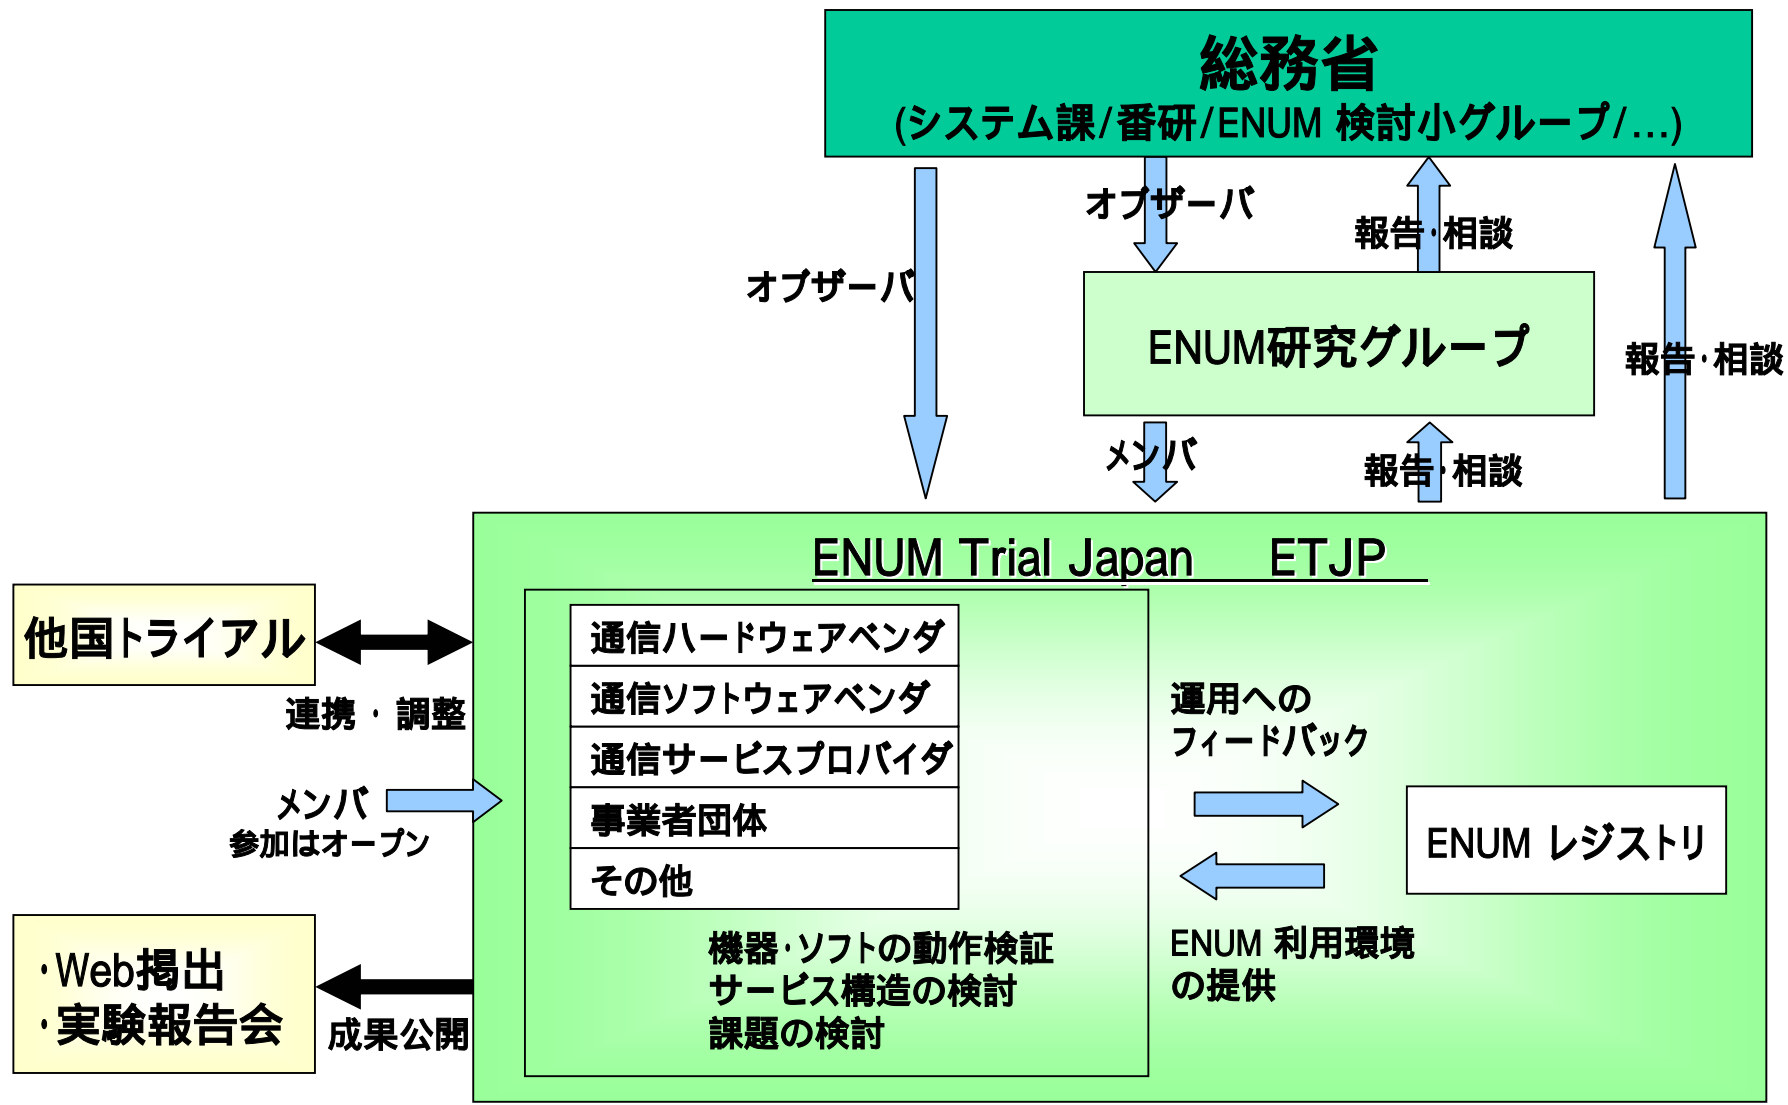 総務省
(システム課/番研/ENUM 検討小グループ/…)
オブザーバ
報告・相談
オブザーバ
ENUM研究グループ
報告・相談
メンバ
報告・相談
ENUM Trial Japan ETJP
他国トライアル
連携・調整
メンバ
参加はオープン
・Web掲出
・実験報告会
成果公開
通信ハードウェアベンダ
通信ソフトウェアベンダ
通信サービスプロバイダ
事業者団体
その他
機器・ソフトの動作検証
サービス構造の検討
課題の検討
運用への
フィードバック
ENUM 利用環境
の提供
ENUM レジストリ